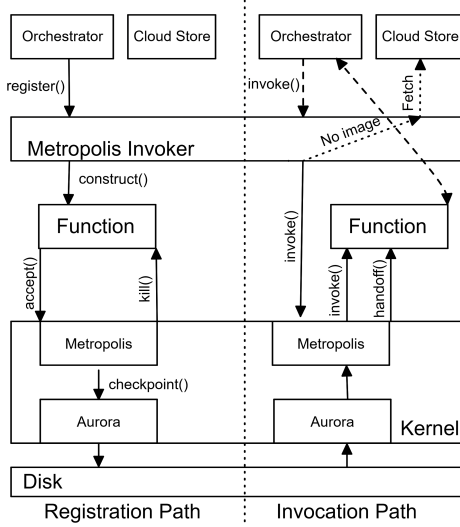 Orchestrator
Cloud Store
Orchestrator
Cloud Store
register()
invoke()
Fetch
No image
Metropolis Invoker
construct()
invoke()
Function
Function
accept()
kill()
invoke()
handoff()
Metropolis
Metropolis
checkpoint()
Aurora
Aurora
Kernel
Disk
Registration Path
Invocation Path